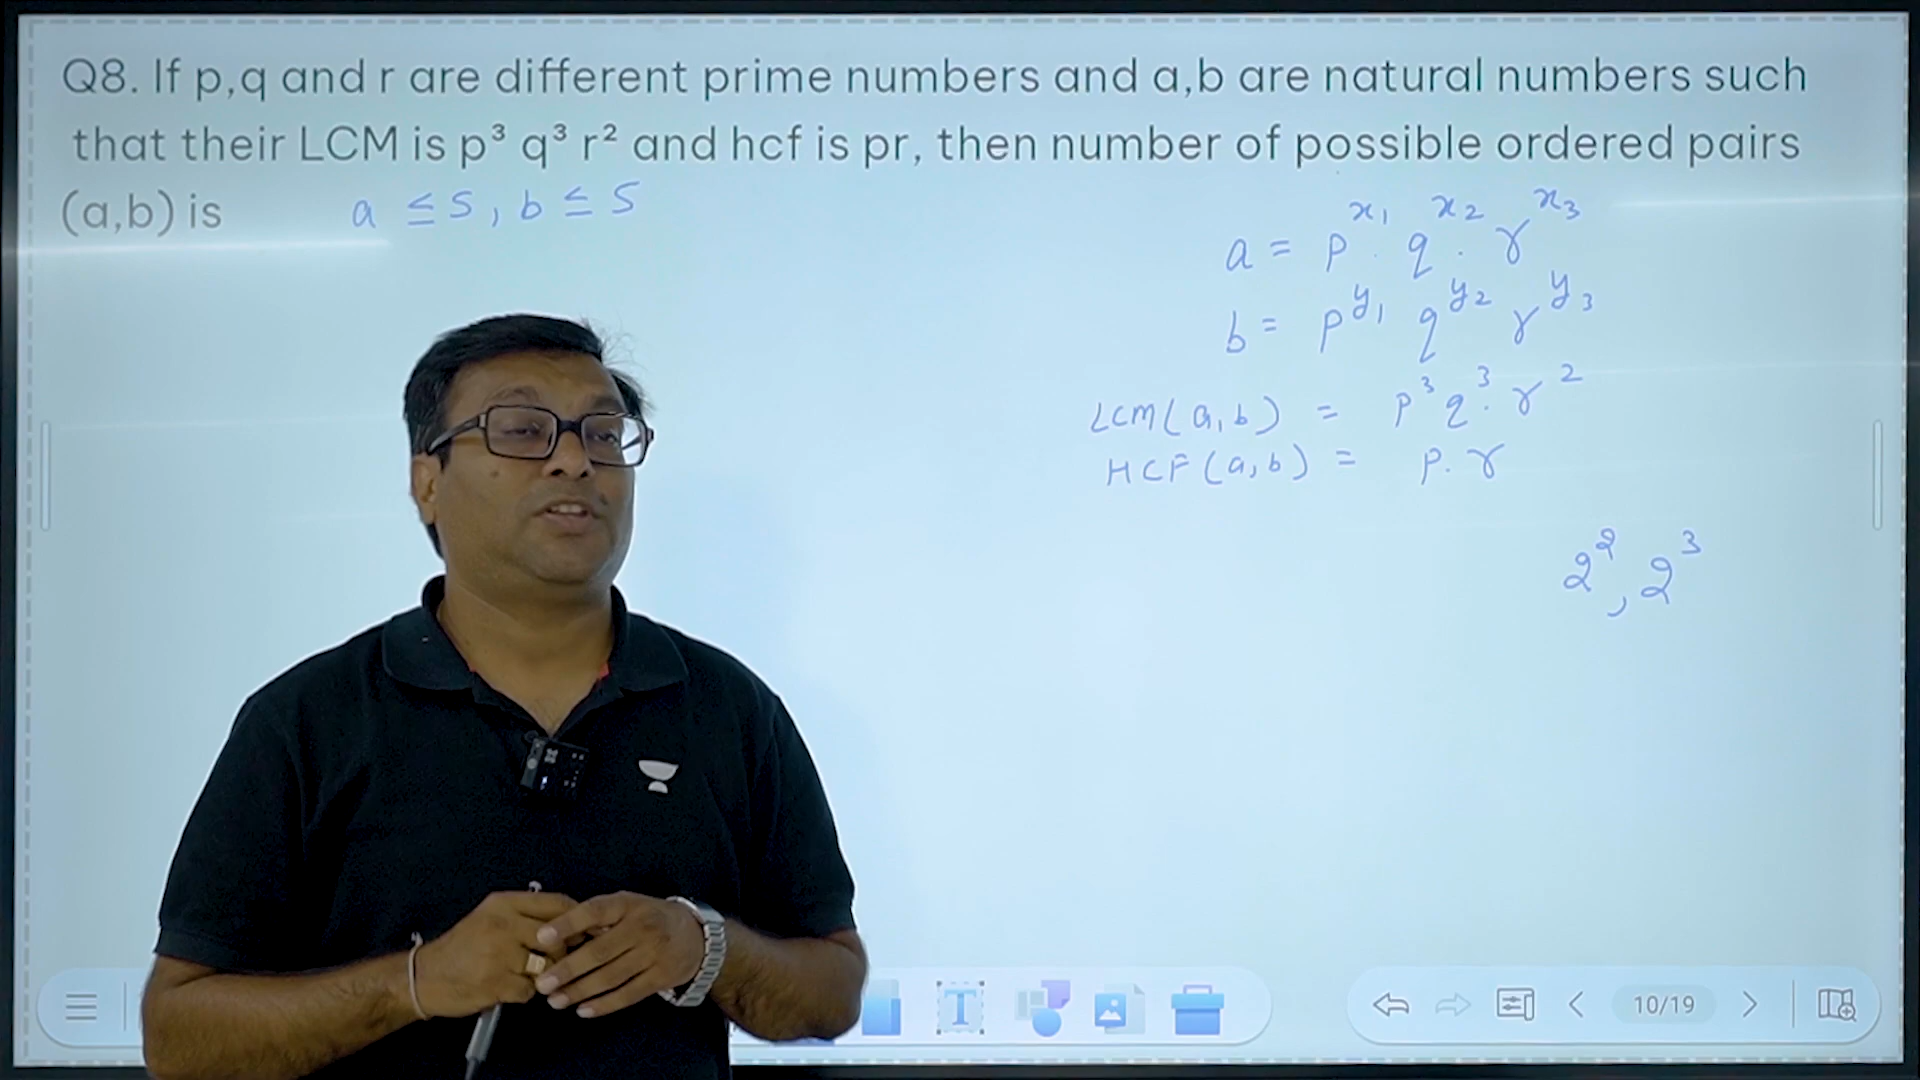 Q8. If p,q and r are different prime numbers and a,b are natural numbers such
that their LCM is p³ q³ r² and hcf is pr, then number of possible ordered pairs
(a,b) is
a ≤ 5, b ≤ 5
a = p^x₁ · q^x₂ · r^x₃
b = p^y₁ q^y₂ r^y₃
LCM(a,b) = p³ q³ · r²
HCF(a,b) = p. r
2², 2³
T
10/19